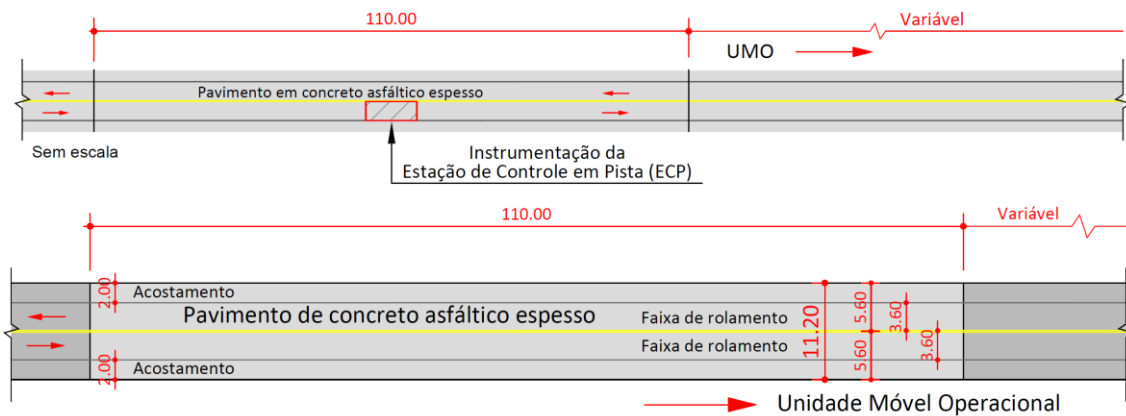 110.00
Variável
UMO
Pavimento em concreto asfáltico espesso
Sem escala
Instrumentação da
Estação de Controle em Pista (ECP)
110.00
Variável
2.00
Acostamento
Pavimento de concreto asfáltico espesso
Faixa de rolamento
11.20
5.60
3.60
Faixa de rolamento
5.60
3.60
2.00
Acostamento
Unidade Móvel Operacional